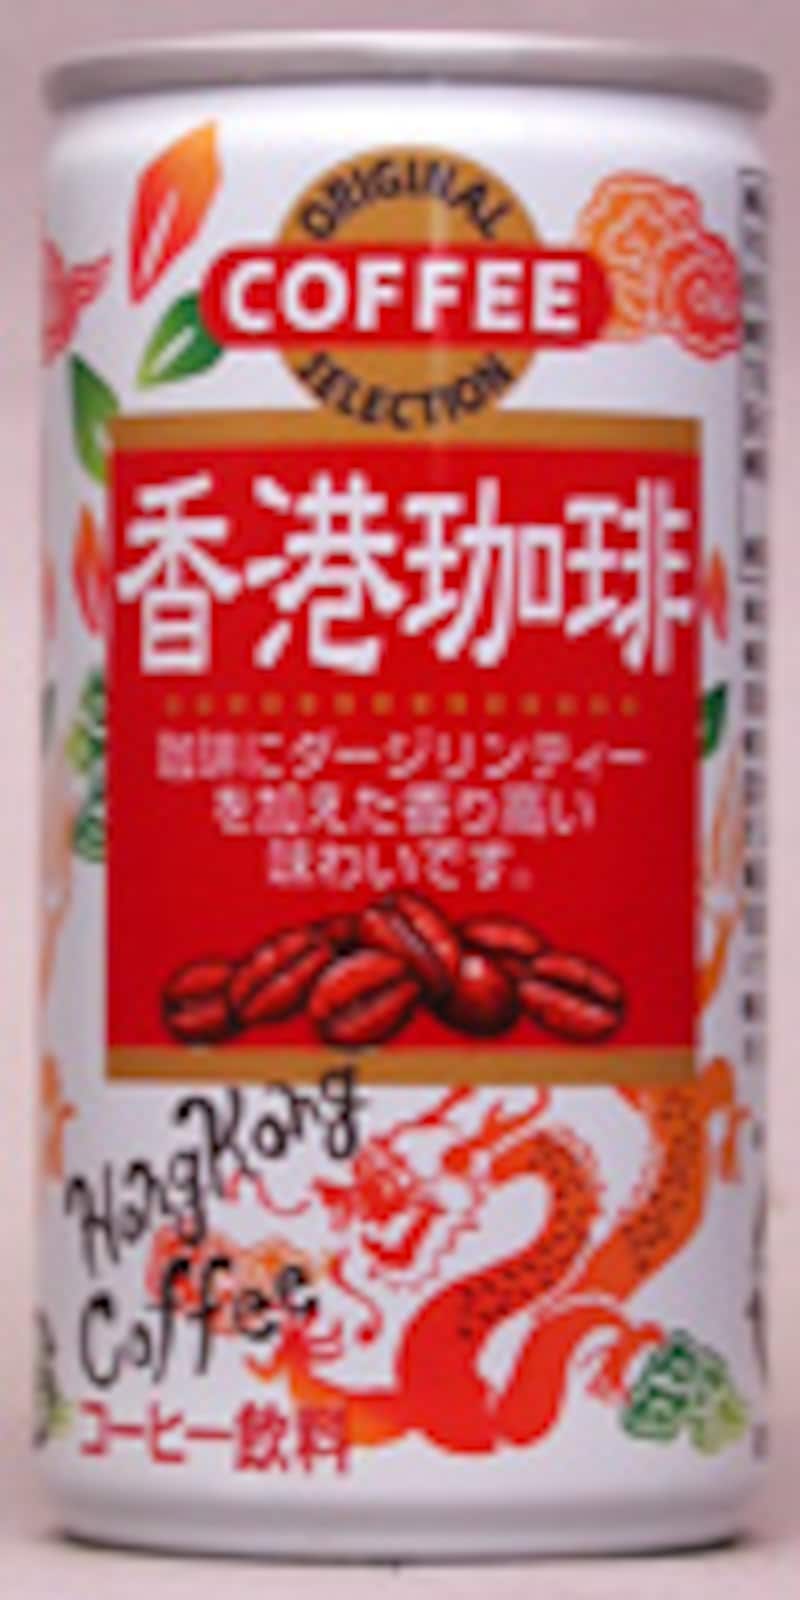 ORIGINAL
COFFEE
SELECTION
香港珈琲
珈琲にダージリンティー
を加えた香り高い
味わいです。
Hong Kong
Coffee
コーヒー飲料